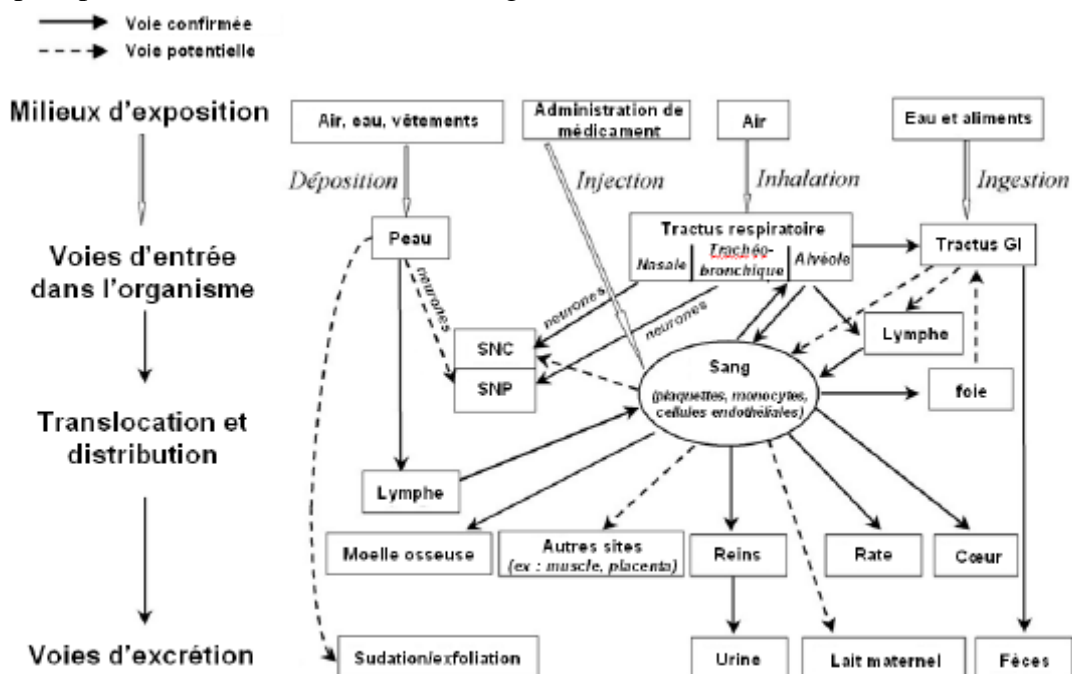 Voie confirmée
Voie potentielle
Milieux d'exposition
Air, eau, vêtements
Administration de
médicament
Air
Eau et aliments
Déposition
Injection
Inhalation
Ingestion
Voies d'entrée
dans l'organisme
Peau
Tractus respiratoire
Nasale
Trachéo-
bronchique
Alvéole
Tractus GI
neurones
neurones
neurones
SNC
SNP
Lymphe
Sang
(plaquettes, monocytes,
cellules endothéliales)
foie
Translocation et
distribution
Lymphe
Moelle osseuse
Autres sites
(ex : muscle, placenta)
Reins
Rate
Cœur
Voies d'excrétion
Sudation/exfoliation
Urine
Lait maternel
Fèces